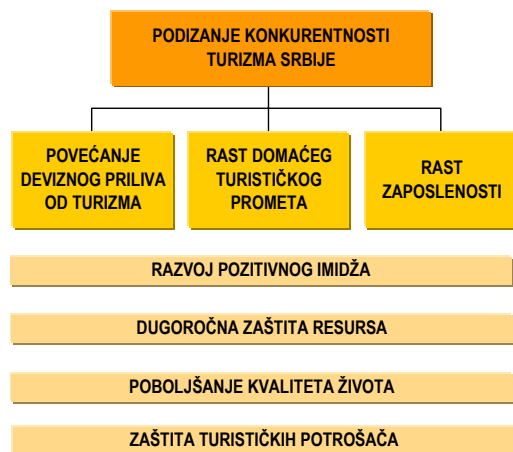 PODIZANJE KONKURENTNOSTI
TURIZMA SRBIJE
POVEĆANJE
DEVIZNOG PRILIVA
OD TURIZMA
RAST DOMAĆEG
TURISTIČKOG
PROMETA
RAST
ZAPOSLENOSTI
RAZVOJ POZITIVNOG IMIDŽA
DUGOROČNA ZAŠTITA RESURSA
POBOLJŠANJE KVALITETA ŽIVOTA
ZAŠTITA TURISTIČKIH POTROŠAČA